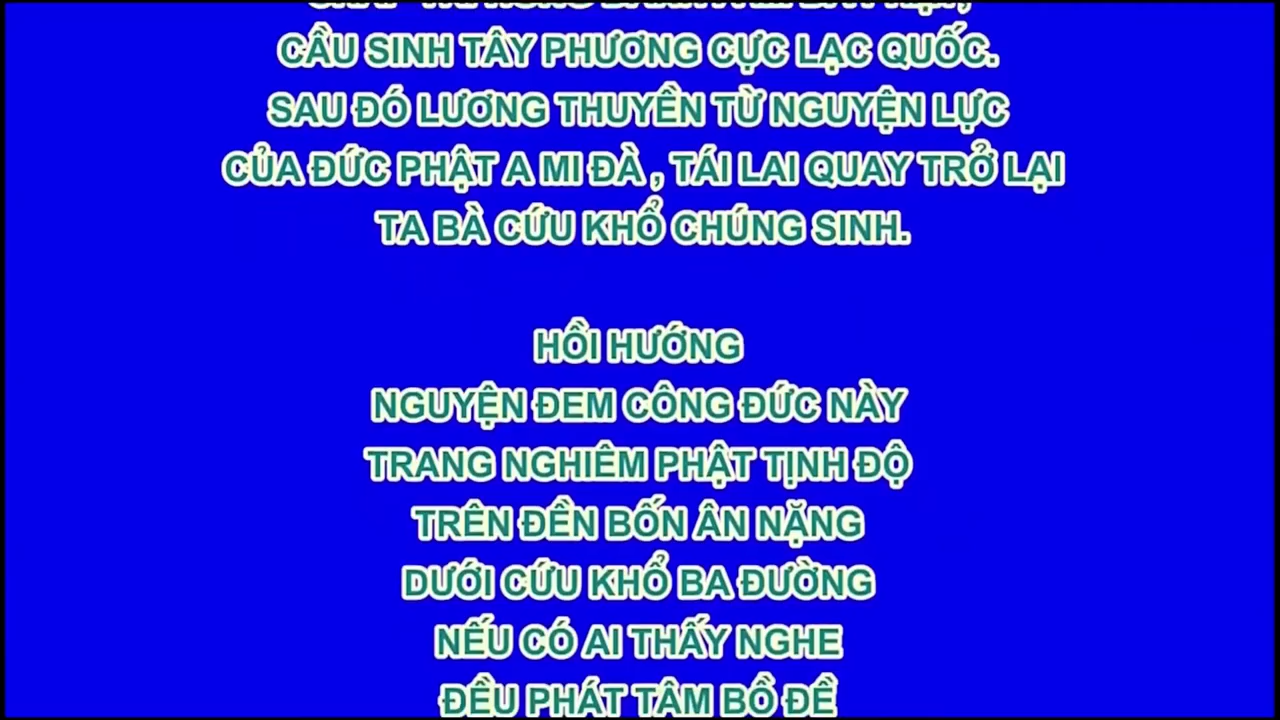 CẦU SINH TÂY PHƯƠNG CỰC LẠC QUỐC.
SAU ĐÓ LƯƠNG THUYỀN TỪ NGUYỆN LỰC
CỦA ĐỨC PHẬT A MI ĐÀ , TÁI LAI QUAY TRỞ LẠI
TA BÀ CỨU KHỔ CHÚNG SINH.
HỒI HƯỚNG
NGUYỆN ĐEM CÔNG ĐỨC NÀY
TRANG NGHIÊM PHẬT TỊNH ĐỘ
TRÊN ĐỀN BỐN ÂN NẶNG
DƯỚI CỨU KHỔ BA ĐƯỜNG
NẾU CÓ AI THẤY NGHE
ĐỀU PHÁT TÂM BỒ ĐỀ